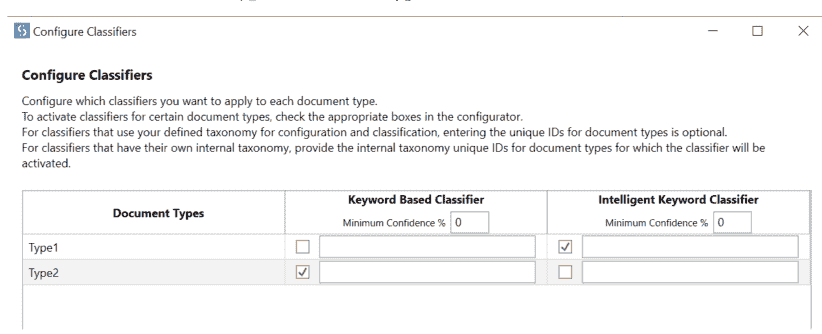 Configure Classifiers
Configure Classifiers
Configure which classifiers you want to apply to each document type.
To activate classifiers for certain document types, check the appropriate boxes in the configurator.
For classifiers that use your defined taxonomy for configuration and classification, entering the unique IDs for document types is optional.
For classifiers that have their own internal taxonomy, provide the internal taxonomy unique IDs for document types for which the classifier will be
activated.
Document Types
Keyword Based Classifier
Minimum Confidence % 0
Intelligent Keyword Classifier
Minimum Confidence % 0
Type1
Type2